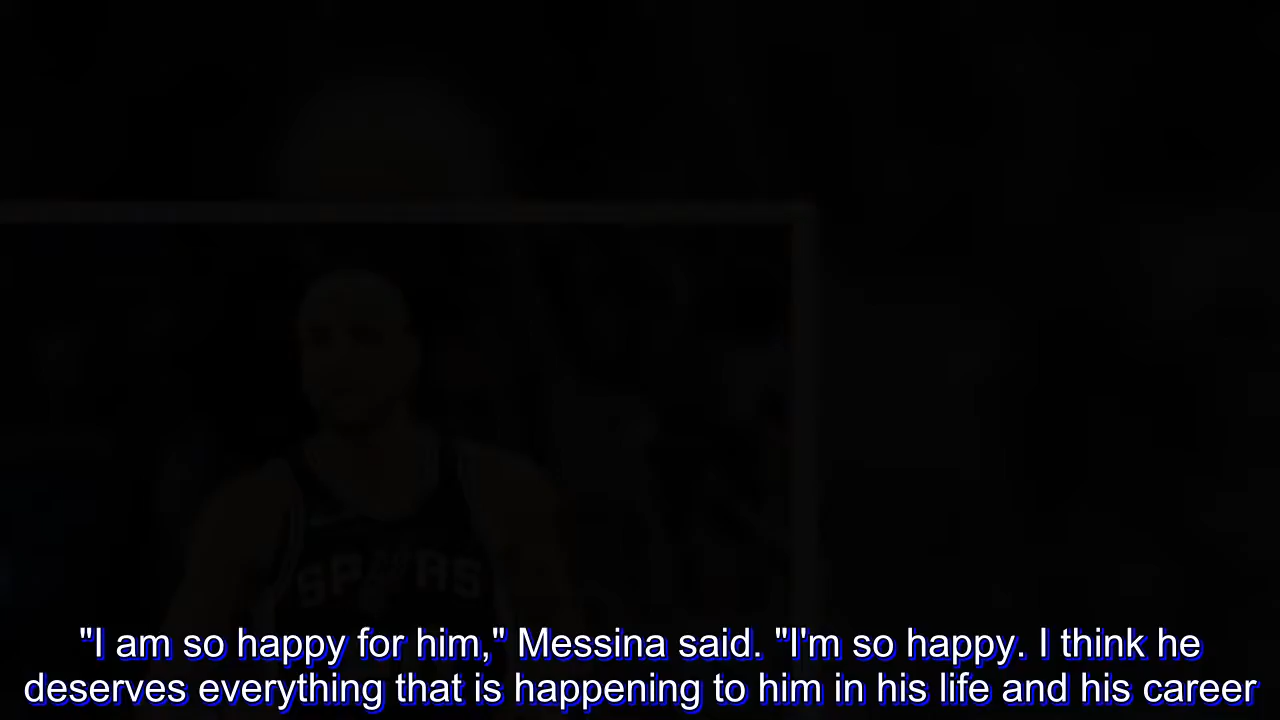 SPURS
"I am so happy for him," Messina said. "I'm so happy. I think he
deserves everything that is happening to him in his life and his career